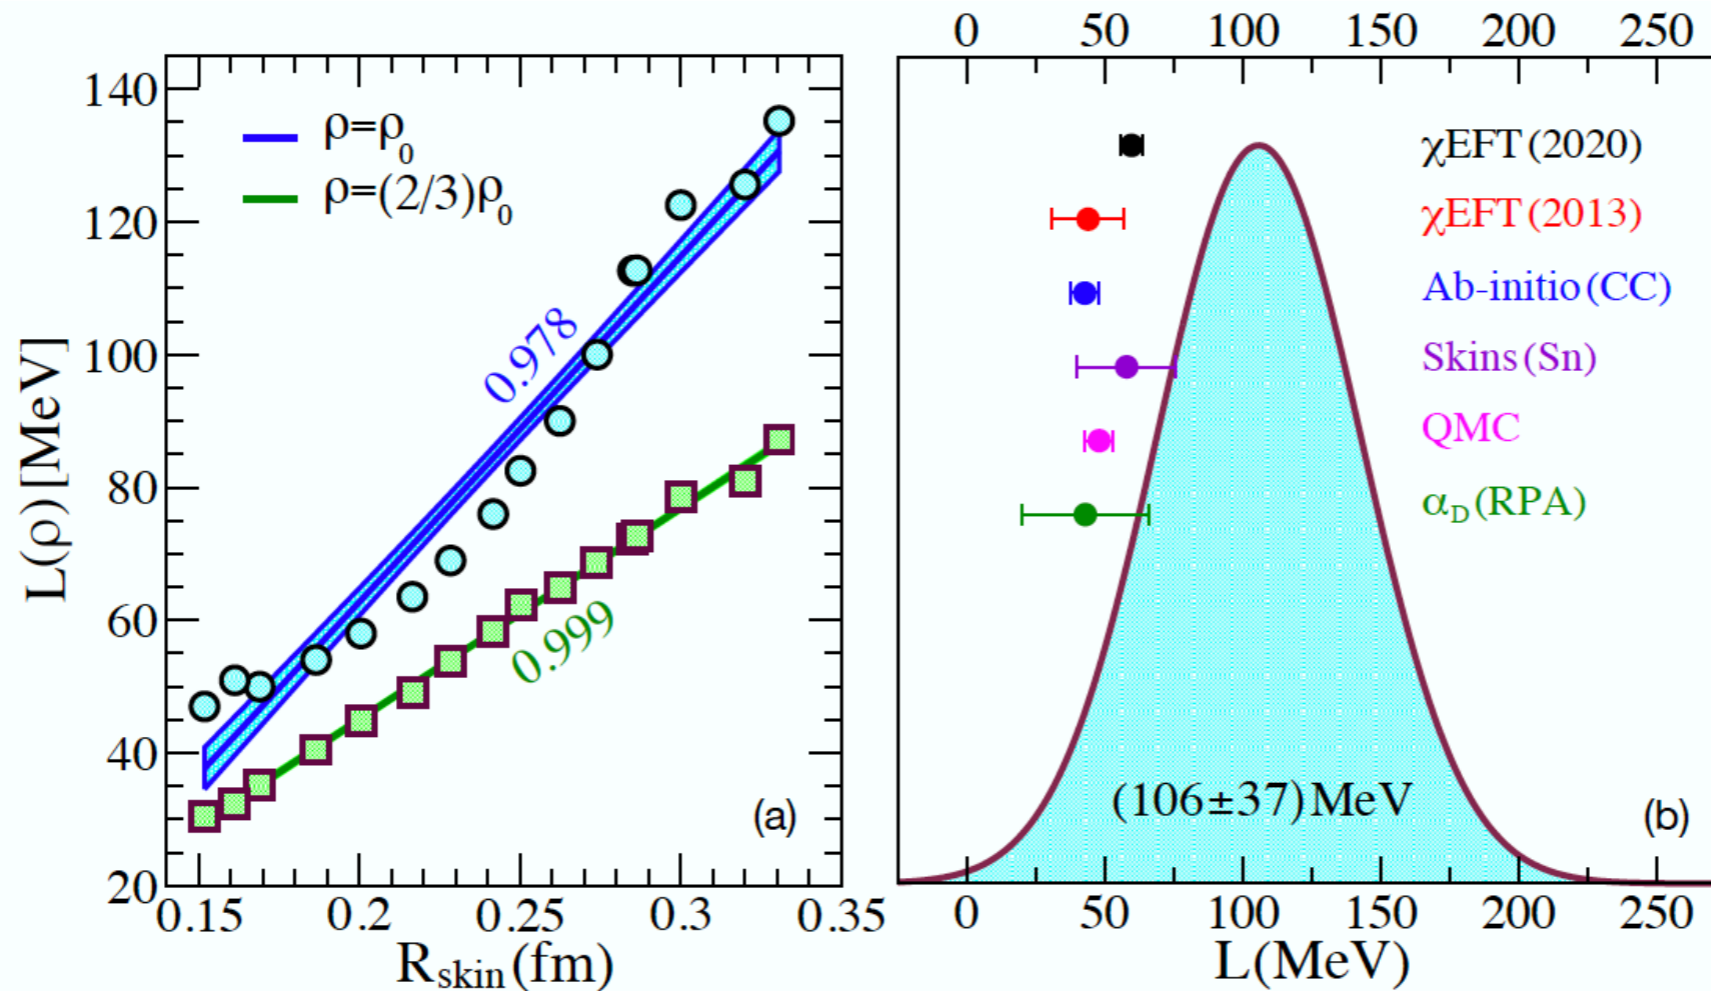 140
120
100
80
60
40
20
L(ρ) [MeV]
ρ=ρ₀
ρ=(2/3)ρ₀
0.978
0.999
(a)
0.15 0.2 0.25 0.3 0.35
Rskin(fm)
0 50 100 150 200 250
χEFT (2020)
χEFT (2013)
Ab-initio (CC)
Skins (Sn)
QMC
αD (RPA)
(106±37) MeV
(b)
0 50 100 150 200 250
L(MeV)